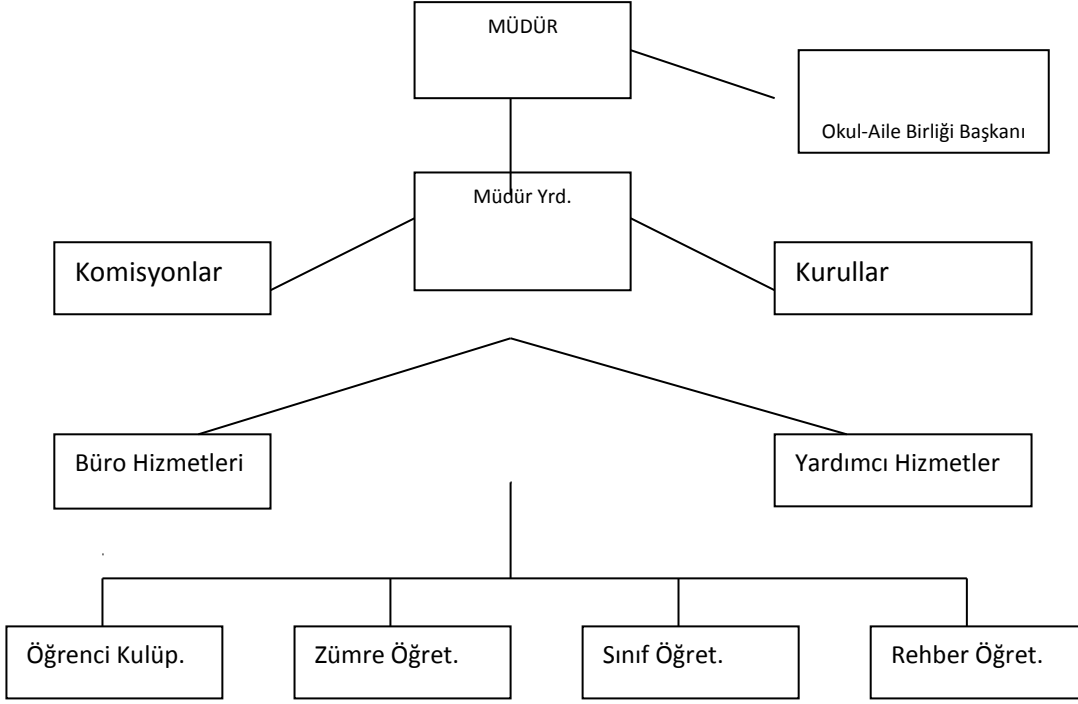 MÜDÜR
Okul-Aile Birliği Başkanı
Müdür Yrd.
Komisyonlar
Kurullar
Büro Hizmetleri
Yardımcı Hizmetler
Öğrenci Kulüp.
Zümre Öğret.
Sınıf Öğret.
Rehber Öğret.